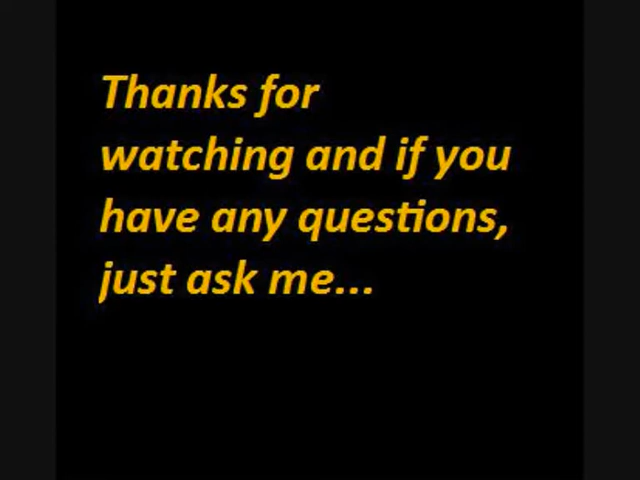 Thanks for
watching and if you
have any questions,
just ask me...